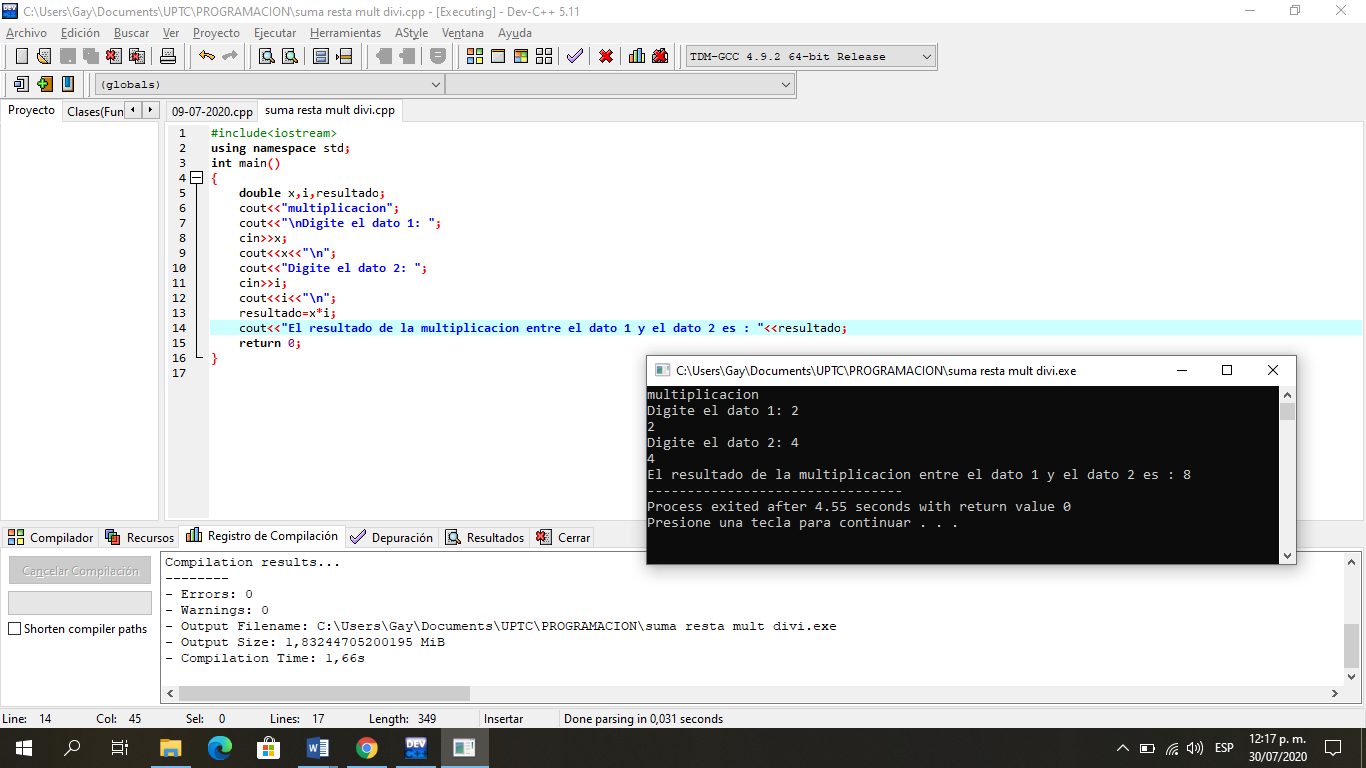 C:\Users\Gay\Documents\UPTC\PROGRAMACION\suma resta mult divi.cpp - [Executing] - Dev-C++ 5.11
Archivo Edición Buscar Ver Proyecto Ejecutar Herramientas AStyle Ventana Ayuda
TDM-GCC 4.9.2 64-bit Release
(globals)
Proyecto Clases(Fun 09-07-2020.cpp suma resta mult divi.cpp
1 #include<iostream>
2 using namespace std;
3 int main()
4 {
5 double x,i,resultado;
6 cout<<"multiplicacion";
7 cout<<"\nDigite el dato 1: ";
8 cin>>x;
9 cout<<x<<"\n";
10 cout<<"Digite el dato 2: ";
11 cin>>i;
12 cout<<i<<"\n";
13 resultado=x*i;
14 cout<<"El resultado de la multiplicacion entre el dato 1 y el dato 2 es : "<<resultado;
15 return 0;
16 }
17
C:\Users\Gay\Documents\UPTC\PROGRAMACION\suma resta mult divi.exe
multiplicacion
Digite el dato 1: 2
2
Digite el dato 2: 4
4
El resultado de la multiplicacion entre el dato 1 y el dato 2 es : 8
--------------------------------
Process exited after 4.55 seconds with return value 0
Presione una tecla para continuar . . .
Compilador Recursos Registro de Compilación Depuración Resultados Cerrar
Cancelar Compilación
Shorten compiler paths
Compilation results...
--------
- Errors: 0
- Warnings: 0
- Output Filename: C:\Users\Gay\Documents\UPTC\PROGRAMACION\suma resta mult divi.exe
- Output Size: 1,83244705200195 MiB
- Compilation Time: 1,66s
Line: 14 Col: 45 Sel: 0 Lines: 17 Length: 349 Insertar Done parsing in 0,031 seconds
ESP
12:17 p. m.
30/07/2020